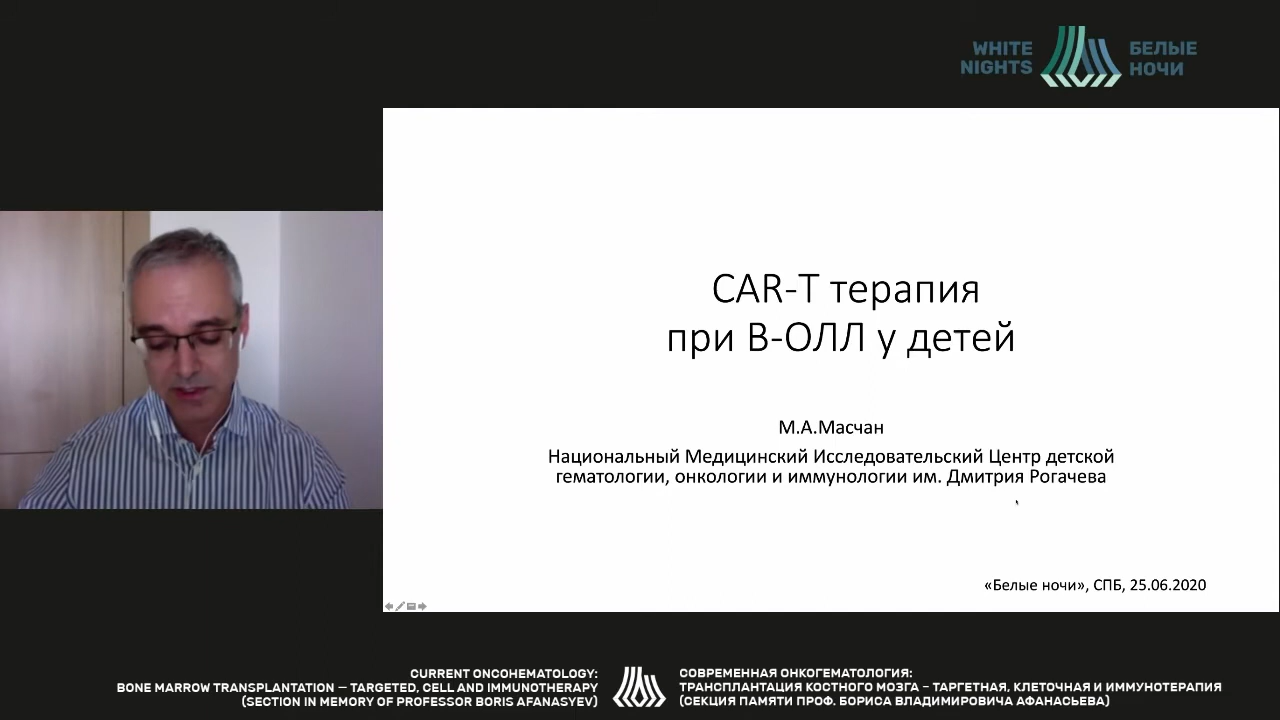 WHITE
NIGHTS
БЕЛЫЕ
НОЧИ
CAR-T терапия
при В-ОЛЛ у детей
М.А.Масчан
Национальный Медицинский Исследовательский Центр детской
гематологии, онкологии и иммунологии им. Дмитрия Рогачева
«Белые ночи», СПБ, 25.06.2020
CURRENT ONCOHEMATOLOGY:
BONE MARROW TRANSPLANTATION — TARGETED, CELL AND IMMUNOTHERAPY
(SECTION IN MEMORY OF PROFESSOR BORIS AFANASYEV)
СОВРЕМЕННАЯ ОНКОГЕМАТОЛОГИЯ:
ТРАНСПЛАНТАЦИЯ КОСТНОГО МОЗГА – ТАРГЕТНАЯ, КЛЕТОЧНАЯ И ИММУНОТЕРАПИЯ
(СЕКЦИЯ ПАМЯТИ ПРОФ. БОРИСА ВЛАДИМИРОВИЧА АФАНАСЬЕВА)